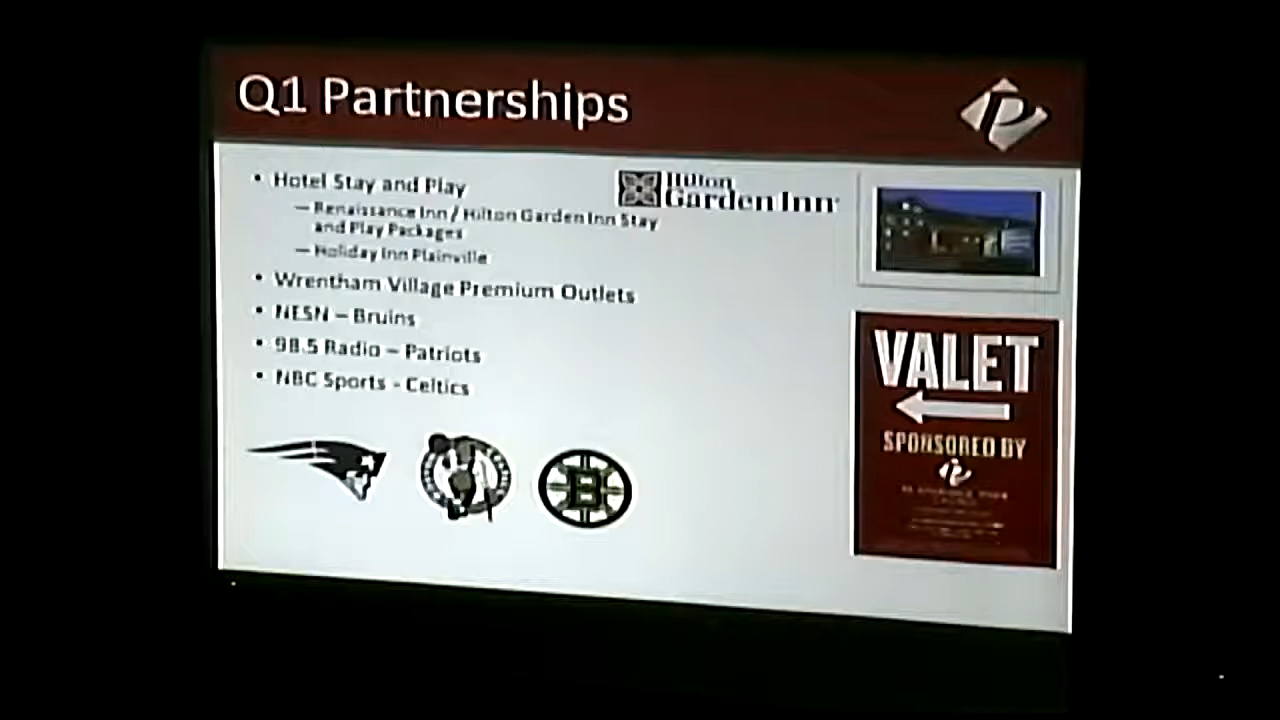 Q1 Partnerships
• Hotel Stay and Play
— Renaissance Inn / Hilton Garden Inn Stay
and Play Packages
— Holiday Inn Plainville
• Wrentham Village Premium Outlets
• NESN – Bruins
• 98.5 Radio – Patriots
• NBC Sports - Celtics
Hilton
Garden Inn
B
VALET
SPONSORED BY